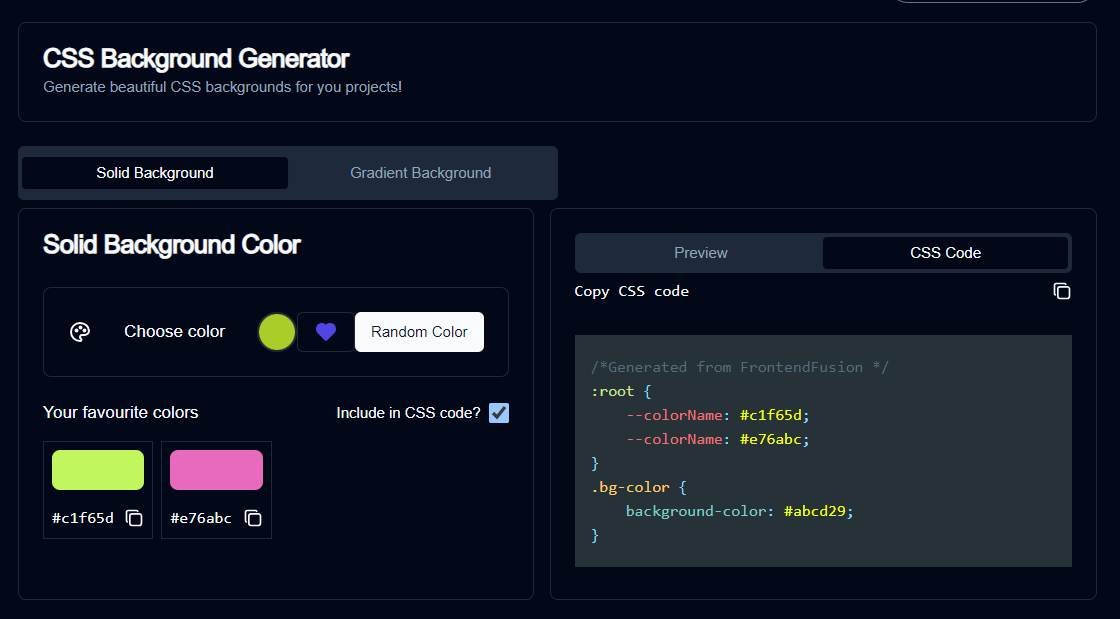 CSS Background Generator
Generate beautiful CSS backgrounds for you projects!
Solid Background
Gradient Background
Solid Background Color
Choose color
Random Color
Your favourite colors
Include in CSS code?
#c1f65d
#e76abc
Preview
CSS Code
Copy CSS code
/*Generated from FrontendFusion */
:root {
    --colorName: #c1f65d;
    --colorName: #e76abc;
}
.bg-color {
    background-color: #abcd29;
}